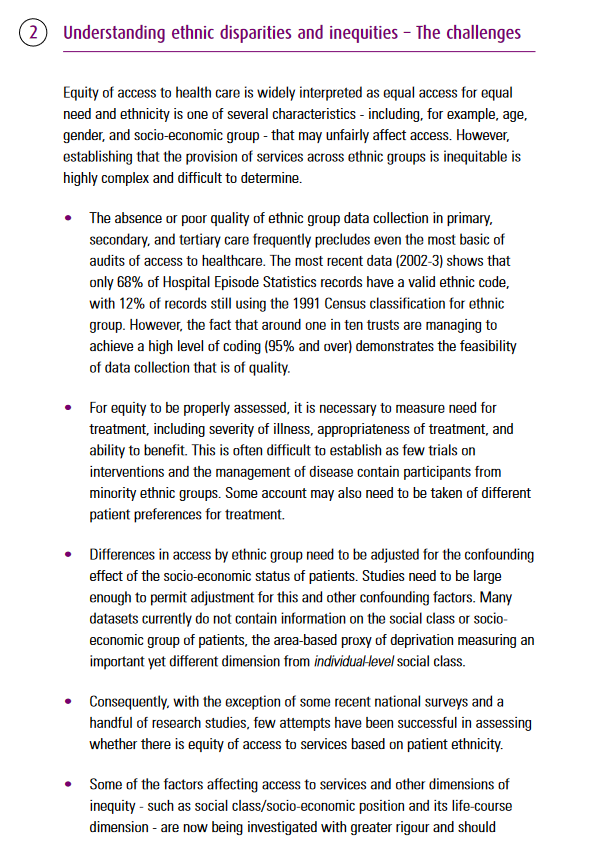 2 Understanding ethnic disparities and inequities – The challenges
Equity of access to health care is widely interpreted as equal access for equal
need and ethnicity is one of several characteristics - including, for example, age,
gender, and socio-economic group - that may unfairly affect access. However,
establishing that the provision of services across ethnic groups is inequitable is
highly complex and difficult to determine.
• The absence or poor quality of ethnic group data collection in primary,
secondary, and tertiary care frequently precludes even the most basic of
audits of access to healthcare. The most recent data (2002-3) shows that
only 68% of Hospital Episode Statistics records have a valid ethnic code,
with 12% of records still using the 1991 Census classification for ethnic
group. However, the fact that around one in ten trusts are managing to
achieve a high level of coding (95% and over) demonstrates the feasibility
of data collection that is of quality.
• For equity to be properly assessed, it is necessary to measure need for
treatment, including severity of illness, appropriateness of treatment, and
ability to benefit. This is often difficult to establish as few trials on
interventions and the management of disease contain participants from
minority ethnic groups. Some account may also need to be taken of different
patient preferences for treatment.
• Differences in access by ethnic group need to be adjusted for the confounding
effect of the socio-economic status of patients. Studies need to be large
enough to permit adjustment for this and other confounding factors. Many
datasets currently do not contain information on the social class or socio-
economic group of patients, the area-based proxy of deprivation measuring an
important yet different dimension from individual-level social class.
• Consequently, with the exception of some recent national surveys and a
handful of research studies, few attempts have been successful in assessing
whether there is equity of access to services based on patient ethnicity.
• Some of the factors affecting access to services and other dimensions of
inequity - such as social class/socio-economic position and its life-course
dimension - are now being investigated with greater rigour and should